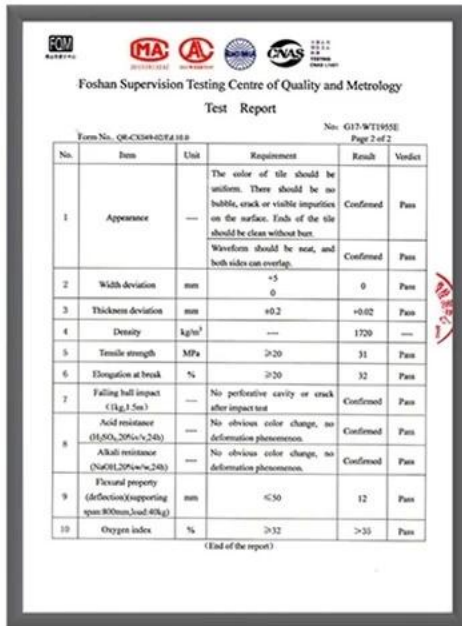 FQM
MA
CNAS
TESTING
Foshan Supervision Testing Centre of Quality and Metrology
Test Report
No: G17-WT1955E
Form No.: QR-CX049-02/Ed.10.0
Page 2 of 2
No. Item Unit Requirement Result Verdict
1 Appearance ---- The color of tile should be uniform. There should be no bubble, crack or visible impurities on the surface. Ends of the tile should be clean without burr. Confirmed Pass
Waveform should be neat, and both sides can overlap. Confirmed Pass
2 Width deviation mm +5 0 0 Pass
3 Thickness deviation mm +0.2 +0.02 Pass
4 Density kg/m³ ---- 1720 ----
5 Tensile strength MPa ≥20 31 Pass
6 Elongation at break % ≥20 32 Pass
7 Falling ball impact (1kg,1.5m) ---- No perforative cavity or crack after impact test Confirmed Pass
8 Acid resistance (H₂SO₄,20%v/v,24h) ---- No obvious color change, no deformation phenomenon. Confirmed Pass
Alkali resistance (NaOH,20%w/w,24h) ---- No obvious color change, no deformation phenomenon. Confirmed Pass
9 Flexural property (deflection)(supporting span:800mm,load:40kg) mm ≤50 12 Pass
10 Oxygen index % ≥32 >35 Pass
(End of the report)